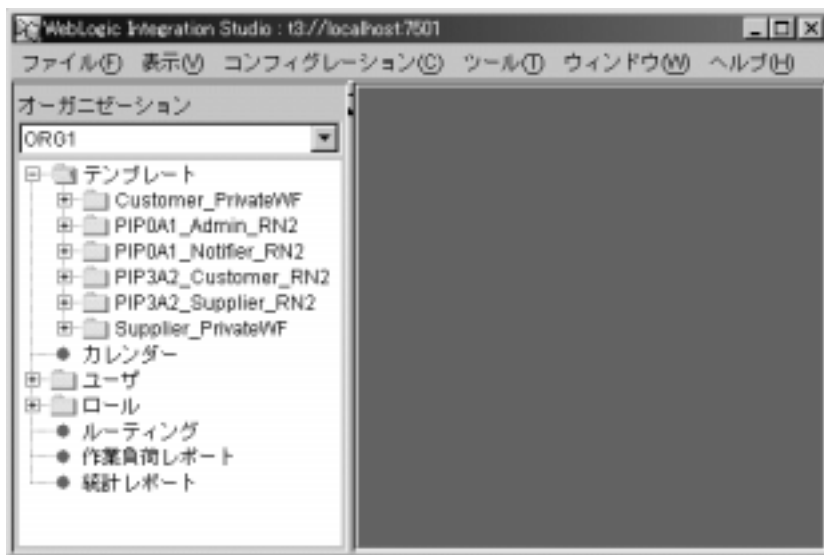 WebLogic Integration Studio : t3://localhost:7501
ファイル(F) 表示(V) コンフィグレーション(C) ツール(T) ウィンドウ(W) ヘルプ(H)
オーガニゼーション
ORG1
テンプレート
Customer_PrivateWF
PIP0A1_Admin_RN2
PIP0A1_Notifier_RN2
PIP3A2_Customer_RN2
PIP3A2_Supplier_RN2
Supplier_PrivateWF
カレンダー
ユーザ
ロール
ルーティング
作業負荷レポート
統計レポート